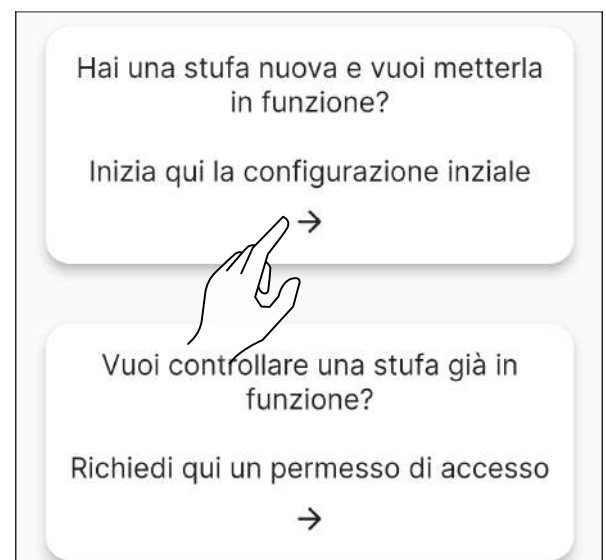 Hai una stufa nuova e vuoi metterla
in funzione?
Inizia qui la configurazione inziale
→
Vuoi controllare una stufa già in
funzione?
Richiedi qui un permesso di accesso
→